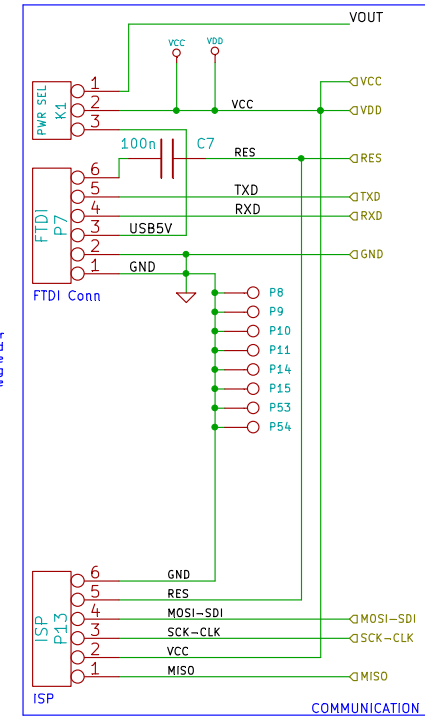 VOUT
VCC
VDD
PWR SEL
K1
1
2
3
VCC
VCC
VDD
100n
C7
RES
RES
FTDI
P7
6
5
4
3
2
1
TXD
TXD
RXD
RXD
USB5V
GND
GND
FTDI Conn
P8
P9
P10
P11
P14
P15
P53
P54
ISP
P13
6
5
4
3
2
1
GND
RES
MOSI-SDI
MOSI-SDI
SCK-CLK
SCK-CLK
VCC
MISO
MISO
ISP
COMMUNICATION